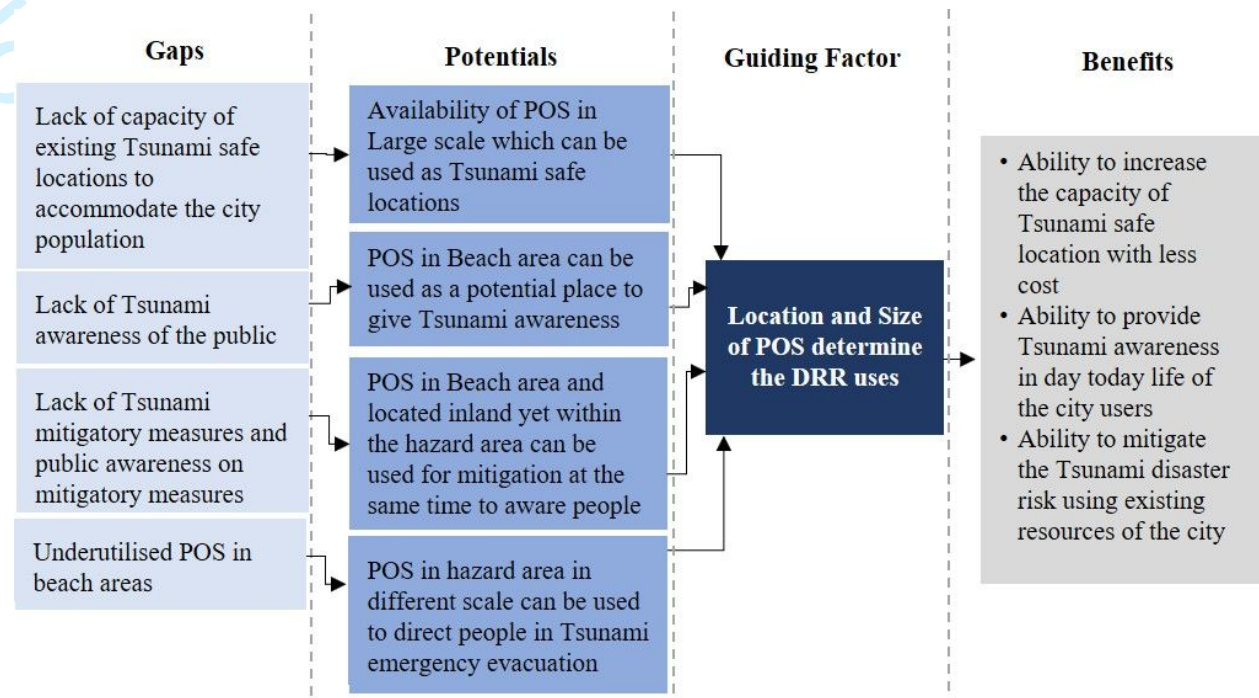 Gaps
Lack of capacity of
existing Tsunami safe
locations to
accommodate the city
population
Lack of Tsunami
awareness of the public
Lack of Tsunami
mitigatory measures and
public awareness on
mitigatory measures
Underutilised POS in
beach areas
Potentials
Availability of POS in
Large scale which can be
used as Tsunami safe
locations
POS in Beach area can be
used as a potential place to
give Tsunami awareness
POS in Beach area and
located inland yet within
the hazard area can be
used for mitigation at the
same time to aware people
POS in hazard area in
different scale can be used
to direct people in Tsunami
emergency evacuation
Guiding Factor
Location and Size
of POS determine
the DRR uses
Benefits
• Ability to increase
the capacity of
Tsunami safe
location with less
cost
• Ability to provide
Tsunami awareness
in day today life of
the city users
• Ability to mitigate
the Tsunami disaster
risk using existing
resources of the city